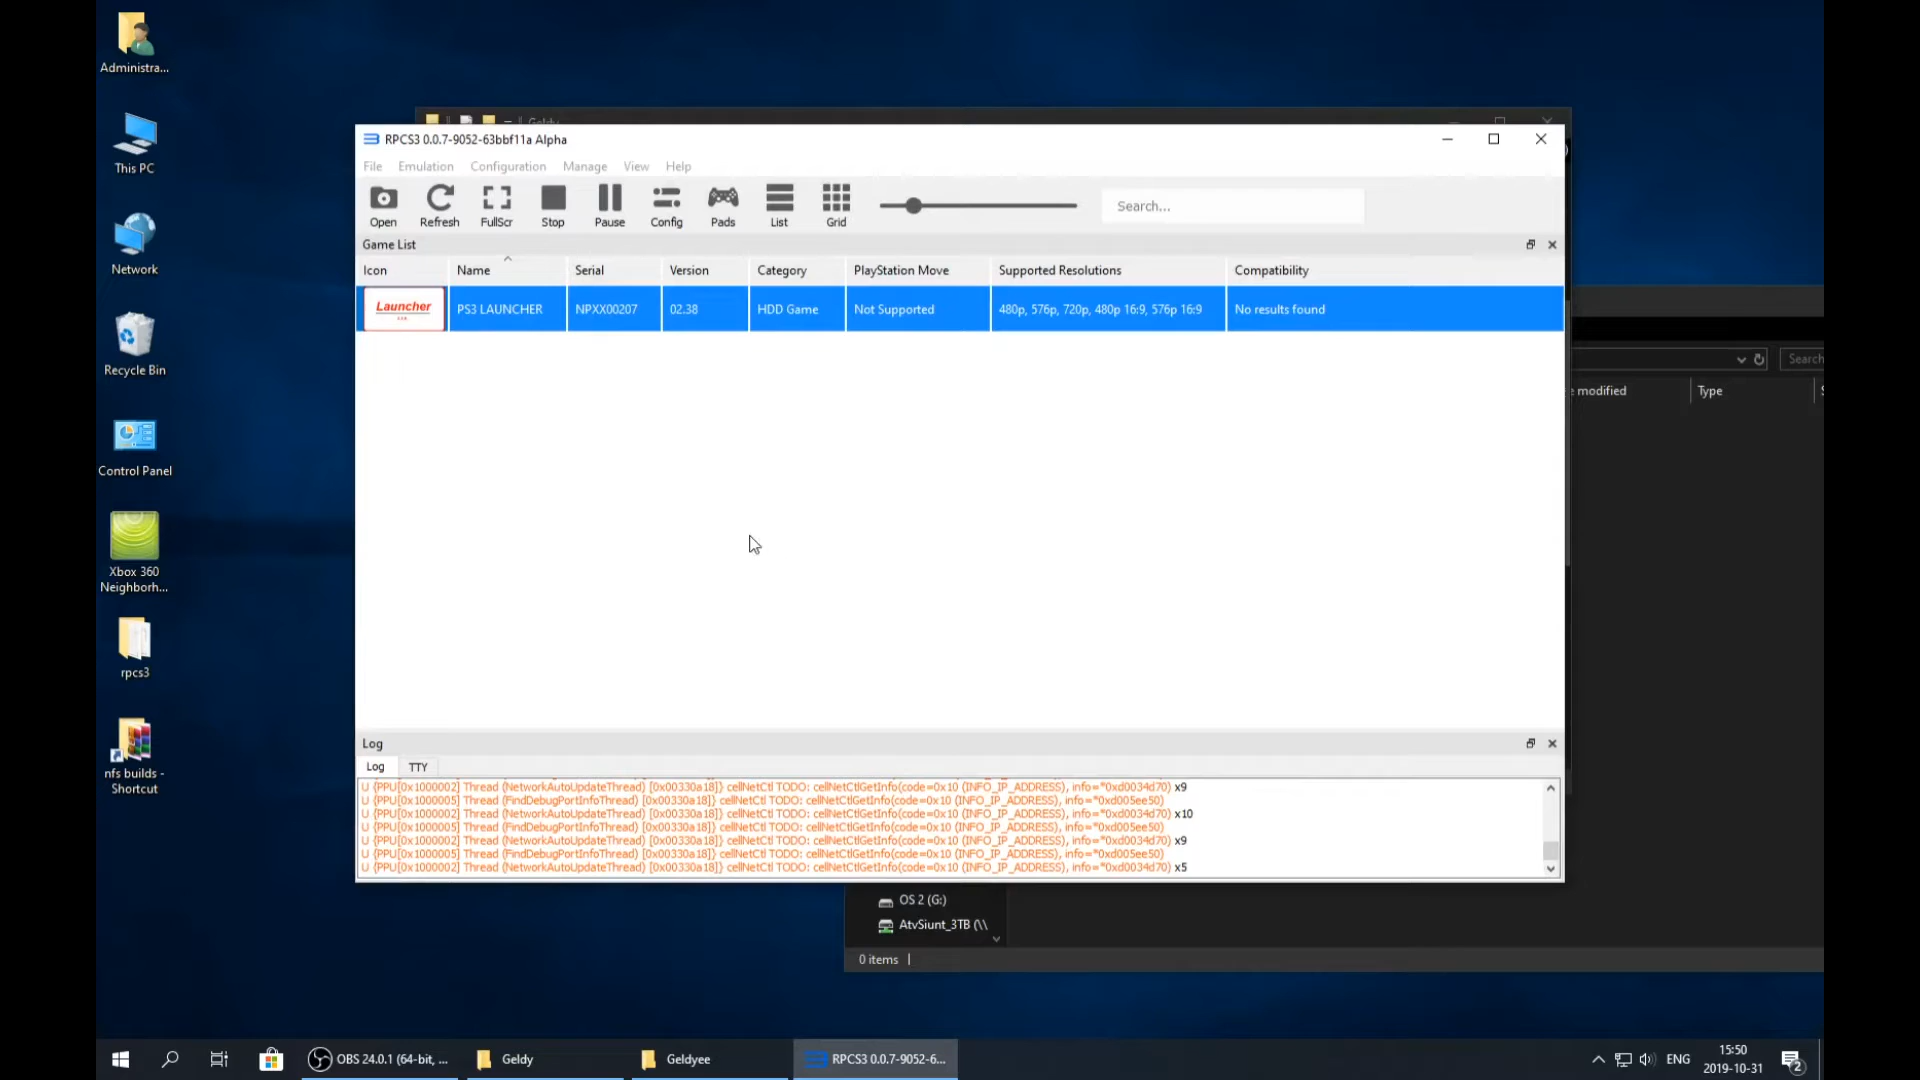 Administra...
This PC
Network
Recycle Bin
Control Panel
Xbox 360
Neighborh...
rpcs3
nfs builds -
Shortcut
Geldy
RPCS3 0.0.7-9052-63bbf11a Alpha
File Emulation Configuration Manage View Help
Open Refresh FullScr Stop Pause Config Pads List Grid Search...
Game List
Icon Name Serial Version Category PlayStation Move Supported Resolutions Compatibility
Launcher PS3 LAUNCHER NPXX00207 02.38 HDD Game Not Supported 480p, 576p, 720p, 480p 16:9, 576p 16:9 No results found
Search
e modified Type
Log
Log TTY
U {PPU[0x1000002] Thread (NetworkAutoUpdateThread) [0x00330a18]} cellNetCtl TODO: cellNetCtlGetInfo(code=0x10 (INFO_IP_ADDRESS), info=*0xd0034d70) x9
U {PPU[0x1000005] Thread (FindDebugPortInfoThread) [0x00330a18]} cellNetCtl TODO: cellNetCtlGetInfo(code=0x10 (INFO_IP_ADDRESS), info=*0xd005ee50)
U {PPU[0x1000002] Thread (NetworkAutoUpdateThread) [0x00330a18]} cellNetCtl TODO: cellNetCtlGetInfo(code=0x10 (INFO_IP_ADDRESS), info=*0xd0034d70) x10
U {PPU[0x1000005] Thread (FindDebugPortInfoThread) [0x00330a18]} cellNetCtl TODO: cellNetCtlGetInfo(code=0x10 (INFO_IP_ADDRESS), info=*0xd005ee50)
U {PPU[0x1000002] Thread (NetworkAutoUpdateThread) [0x00330a18]} cellNetCtl TODO: cellNetCtlGetInfo(code=0x10 (INFO_IP_ADDRESS), info=*0xd0034d70) x9
U {PPU[0x1000005] Thread (FindDebugPortInfoThread) [0x00330a18]} cellNetCtl TODO: cellNetCtlGetInfo(code=0x10 (INFO_IP_ADDRESS), info=*0xd005ee50)
U {PPU[0x1000002] Thread (NetworkAutoUpdateThread) [0x00330a18]} cellNetCtl TODO: cellNetCtlGetInfo(code=0x10 (INFO_IP_ADDRESS), info=*0xd0034d70) x5
OS 2 (G:)
AtvSiunt_3TB (\\
0 items
OBS 24.0.1 (64-bit, ... Geldy Geldyee RPCS3 0.0.7-9052-6... ENG 15:50
2019-10-31 2